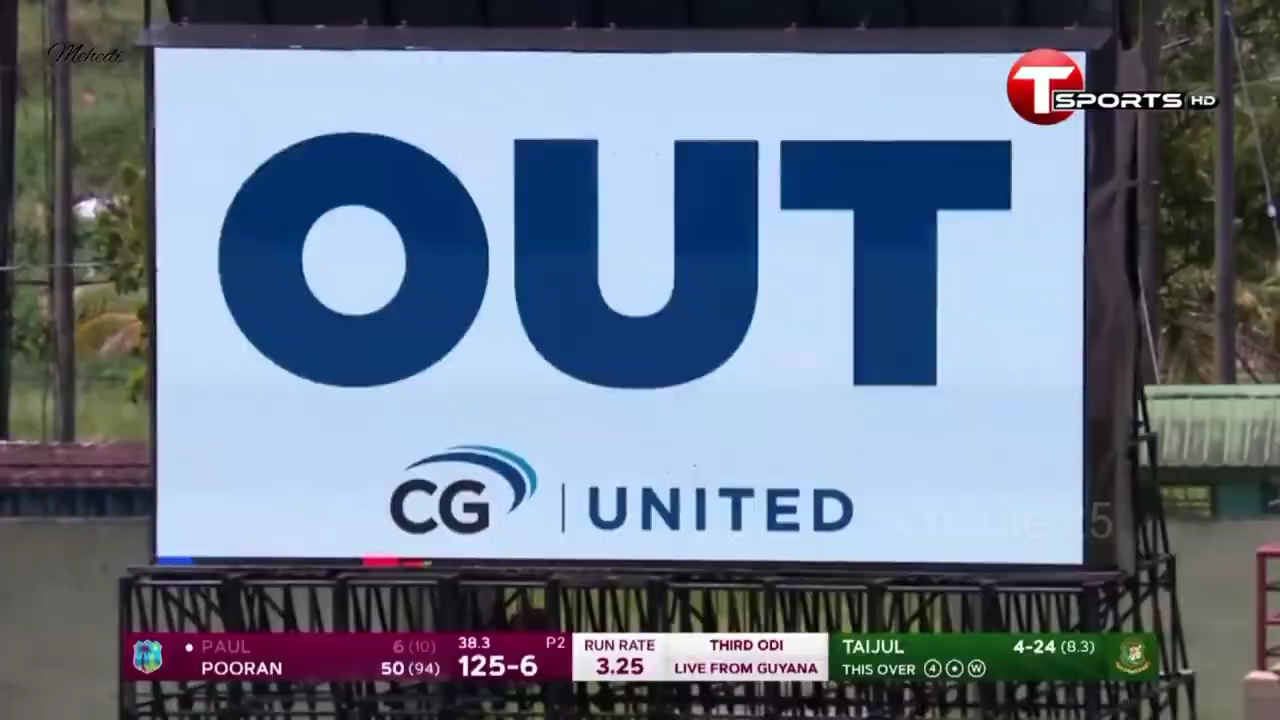 Mehedi
T SPORTS HD
OUT
CG | UNITED
PAUL 6 (10)
POORAN 50 (94)
38.3 P2
125-6
RUN RATE
3.25
THIRD ODI
LIVE FROM GUYANA
TAIJUL 4-24 (8.3)
THIS OVER 4 • W